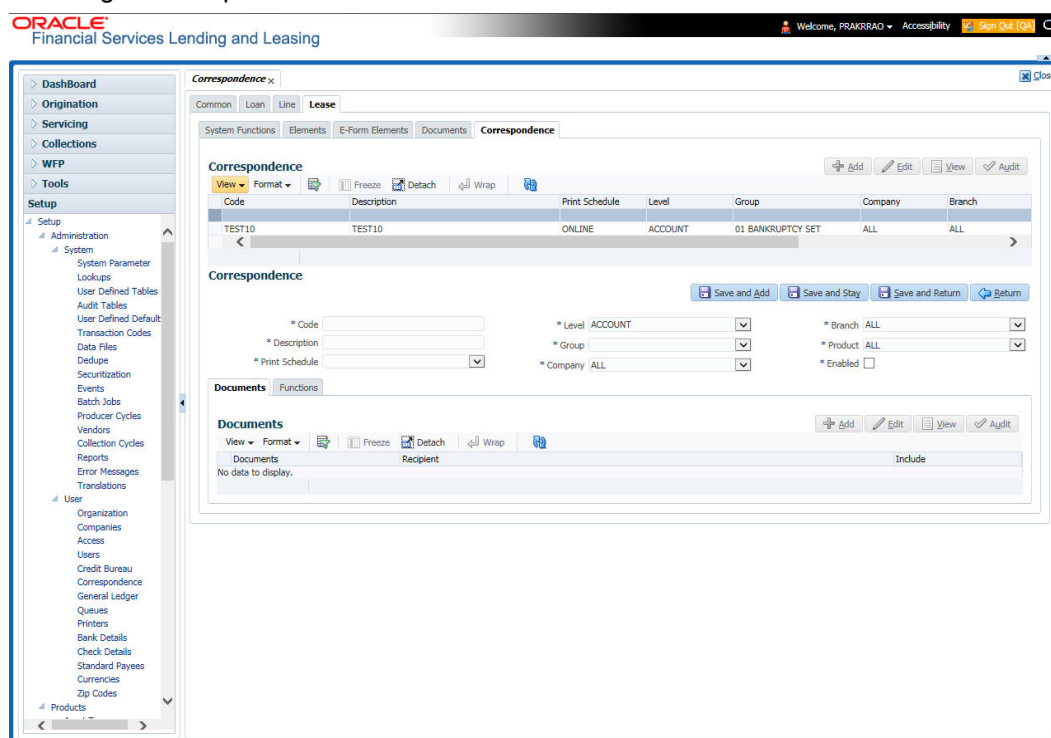 ORACLE
Financial Services Lending and Leasing
Welcome, PRAKRRAO Accessibility Sign Out [QA]
DashBoard
Origination
Servicing
Collections
WFP
Tools
Setup
Setup
Administration
System
System Parameter
Lookups
User Defined Tables
Audit Tables
User Defined Default
Transaction Codes
Data Files
Dedupe
Securitization
Events
Batch Jobs
Producer Cycles
Vendors
Collection Cycles
Reports
Error Messages
Translations
User
Organization
Companies
Access
Users
Credit Bureau
Correspondence
General Ledger
Queues
Printers
Bank Details
Check Details
Standard Payees
Currencies
Zip Codes
Products
Correspondence x
Common Loan Line Lease
System Functions Elements E-Form Elements Documents Correspondence
Correspondence Add Edit View Audit
View Format Freeze Detach Wrap
Code Description Print Schedule Level Group Company Branch
TEST10 TEST10 ONLINE ACCOUNT 01 BANKRUPTCY SET ALL ALL
Correspondence
Save and Add Save and Stay Save and Return Return
* Code * Level ACCOUNT * Branch ALL
* Description * Group * Product ALL
* Print Schedule * Company ALL * Enabled
Documents Functions
Documents Add Edit View Audit
View Format Freeze Detach Wrap
Documents Recipient Include
No data to display.